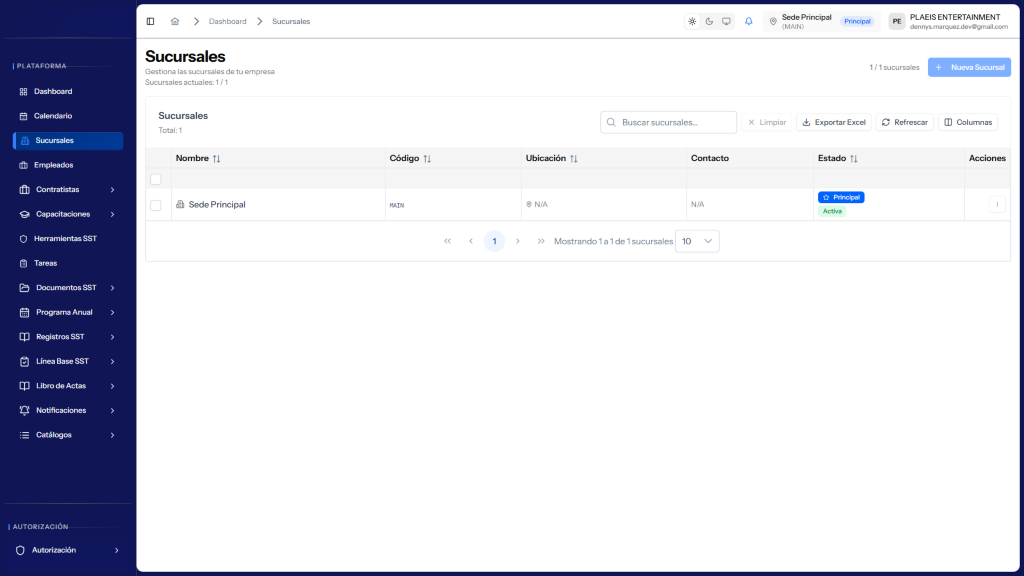 | PLATAFORMA
Dashboard
Calendario
Sucursales
Empleados
Contratistas
Capacitaciones
Herramientas SST
Tareas
Documentos SST
Programa Anual
Registros SST
Línea Base SST
Libro de Actas
Notificaciones
Catálogos
| AUTORIZACIÓN
Autorización
Dashboard
Sucursales
Sede Principal
(MAIN)
Principal
PE
PLAEIS ENTERTAINMENT
dennys.marquez.dev@gmail.com
Sucursales
Gestiona las sucursales de tu empresa
Sucursales actuales: 1 / 1
1 / 1 sucursales
+ Nueva Sucursal
Sucursales
Total: 1
Buscar sucursales...
Limpiar
Exportar Excel
Refrescar
Columnas
Nombre Código Ubicación Contacto Estado Acciones
Sede Principal MAIN N/A N/A Principal
Activa
1 Mostrando 1 a 1 de 1 sucursales 10